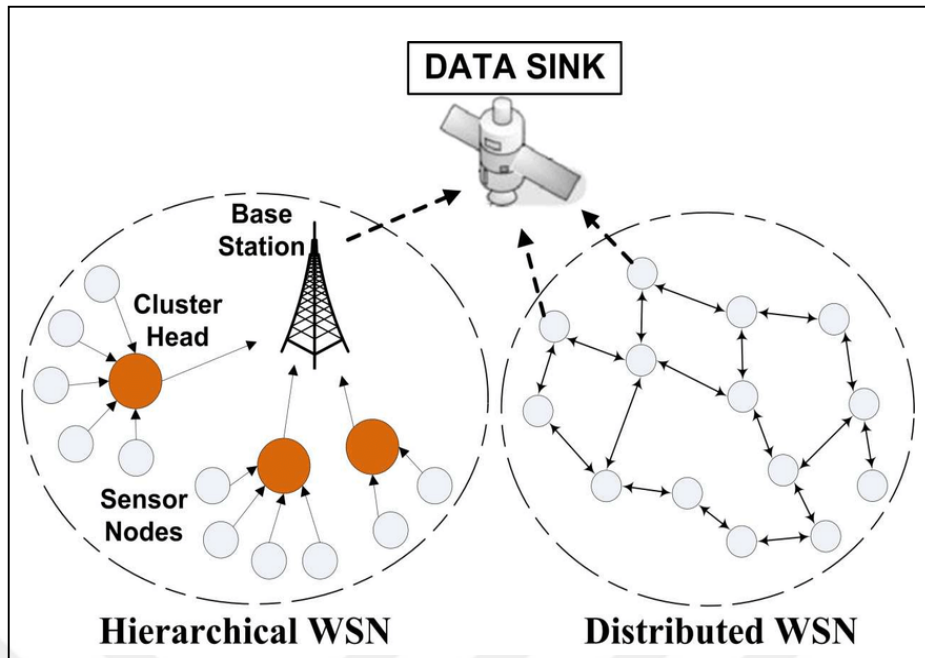 DATA SINK
Base
Station
Cluster
Head
Sensor
Nodes
Hierarchical WSN
Distributed WSN